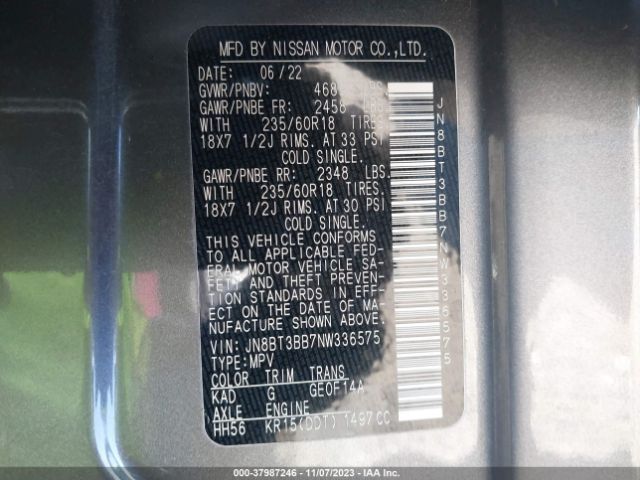 MFD BY NISSAN MOTOR CO.,LTD.
DATE: 06/22
GVWR/PNBV:
GAWR/PNBE FR: 2458 LBS.
WITH 235/60R18 TIRES.
18X7 1/2J RIMS. AT 33 PSI
COLD SINGLE.
GAWR/PNBE RR: 2348 LBS.
WITH 235/60R18 TIRES.
18X7 1/2J RIMS. AT 30 PSI
COLD SINGLE.
THIS VEHICLE CONFORMS
TO ALL APPLICABLE FED-
ERAL MOTOR VEHICLE SA-
FETY AND THEFT PREVEN-
TION STANDARDS IN EFF-
ECT ON THE DATE OF MA-
NUFACTURE SHOWN ABOVE.
VIN: JN8BT3BB7NW336575
TYPE:MPV
COLOR TRIM TRANS
KAD G GE0F14A
AXLE ENGINE
HH56 KR15(DDT) 1497CC
JN8BT3BB7NW336575
000-37987246 - 11/07/2023 - IAA Inc.